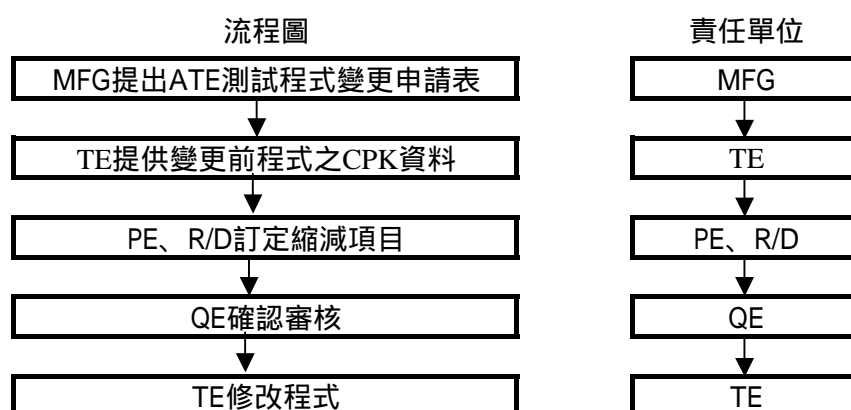 流程圖 責任單位
MFG提出ATE測試程式變更申請表 MFG
TE提供變更前程式之CPK資料 TE
PE、R/D訂定縮減項目 PE、R/D
QE確認審核 QE
TE修改程式 TE